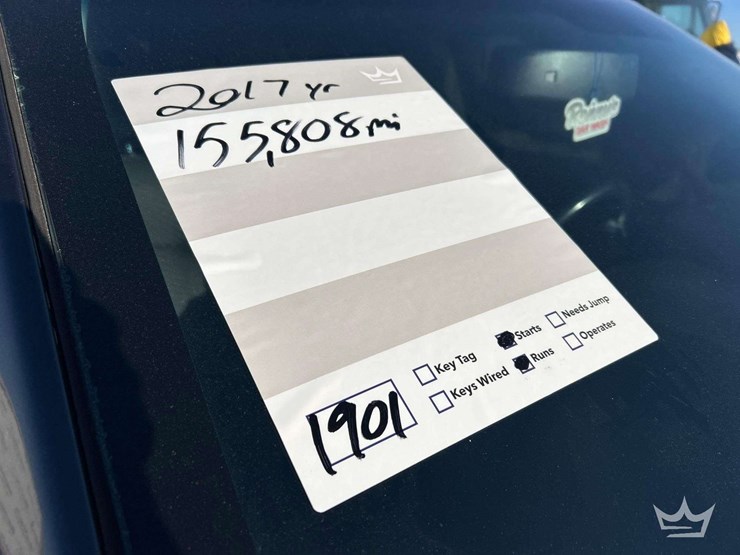 2017 yr
155,808 mi
Key Tag
Starts
Needs Jump
Keys Wired
Runs
Operates
1901